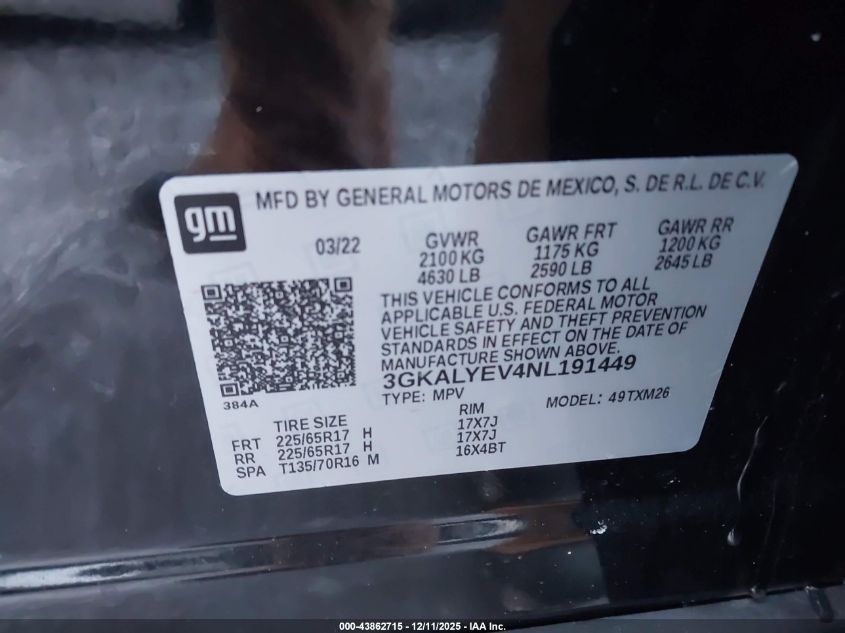 gm
MFD BY GENERAL MOTORS DE MEXICO, S. DE R.L. DE C.V.
03/22
GVWR GAWR FRT GAWR RR
2100 KG 1175 KG 1200 KG
4630 LB 2590 LB 2645 LB
THIS VEHICLE CONFORMS TO ALL
APPLICABLE U.S. FEDERAL MOTOR
VEHICLE SAFETY AND THEFT PREVENTION
STANDARDS IN EFFECT ON THE DATE OF
MANUFACTURE SHOWN ABOVE.
3GKALYEV4NL191449
384A
TYPE: MPV MODEL: 49TXM26
TIRE SIZE RIM
FRT 225/65R17 H 17X7J
RR 225/65R17 H 17X7J
SPA T135/70R16 M 16X4BT
000-43862715 - 12/11/2025 - IAA Inc.